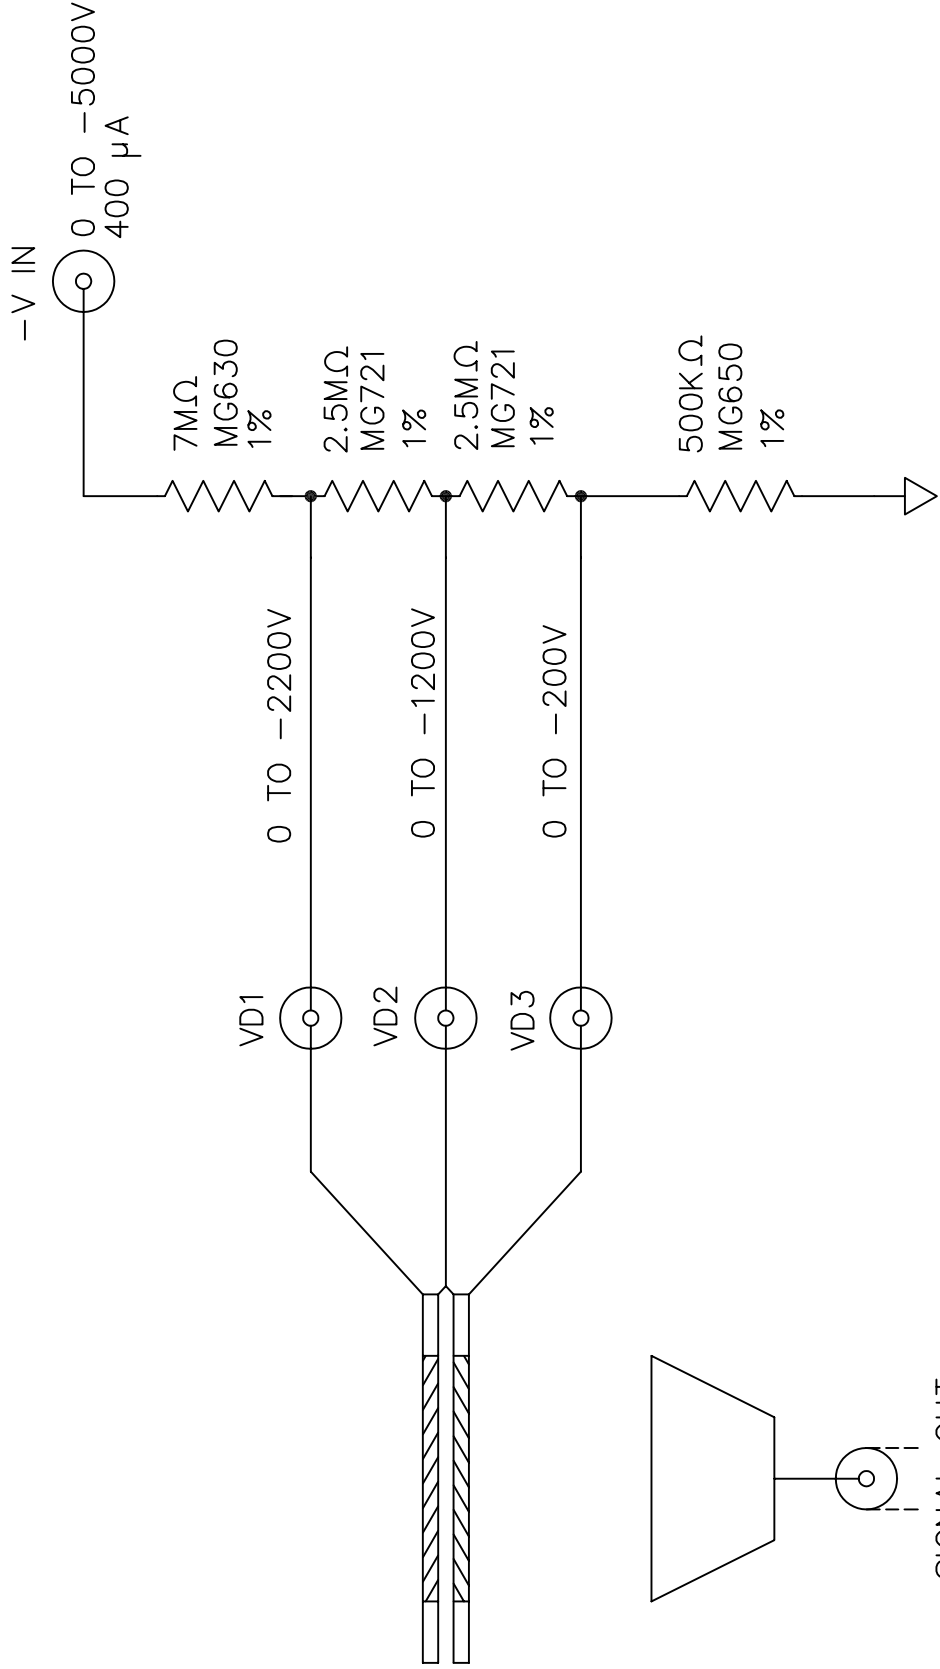 -V IN
0 TO -5000V
400 µA
7MΩ
MG630
1%
2.5MΩ
MG721
1%
2.5MΩ
MG721
1%
500KΩ
MG650
1%
0 TO -2200V
0 TO -1200V
0 TO -200V
VD1
VD2
VD3